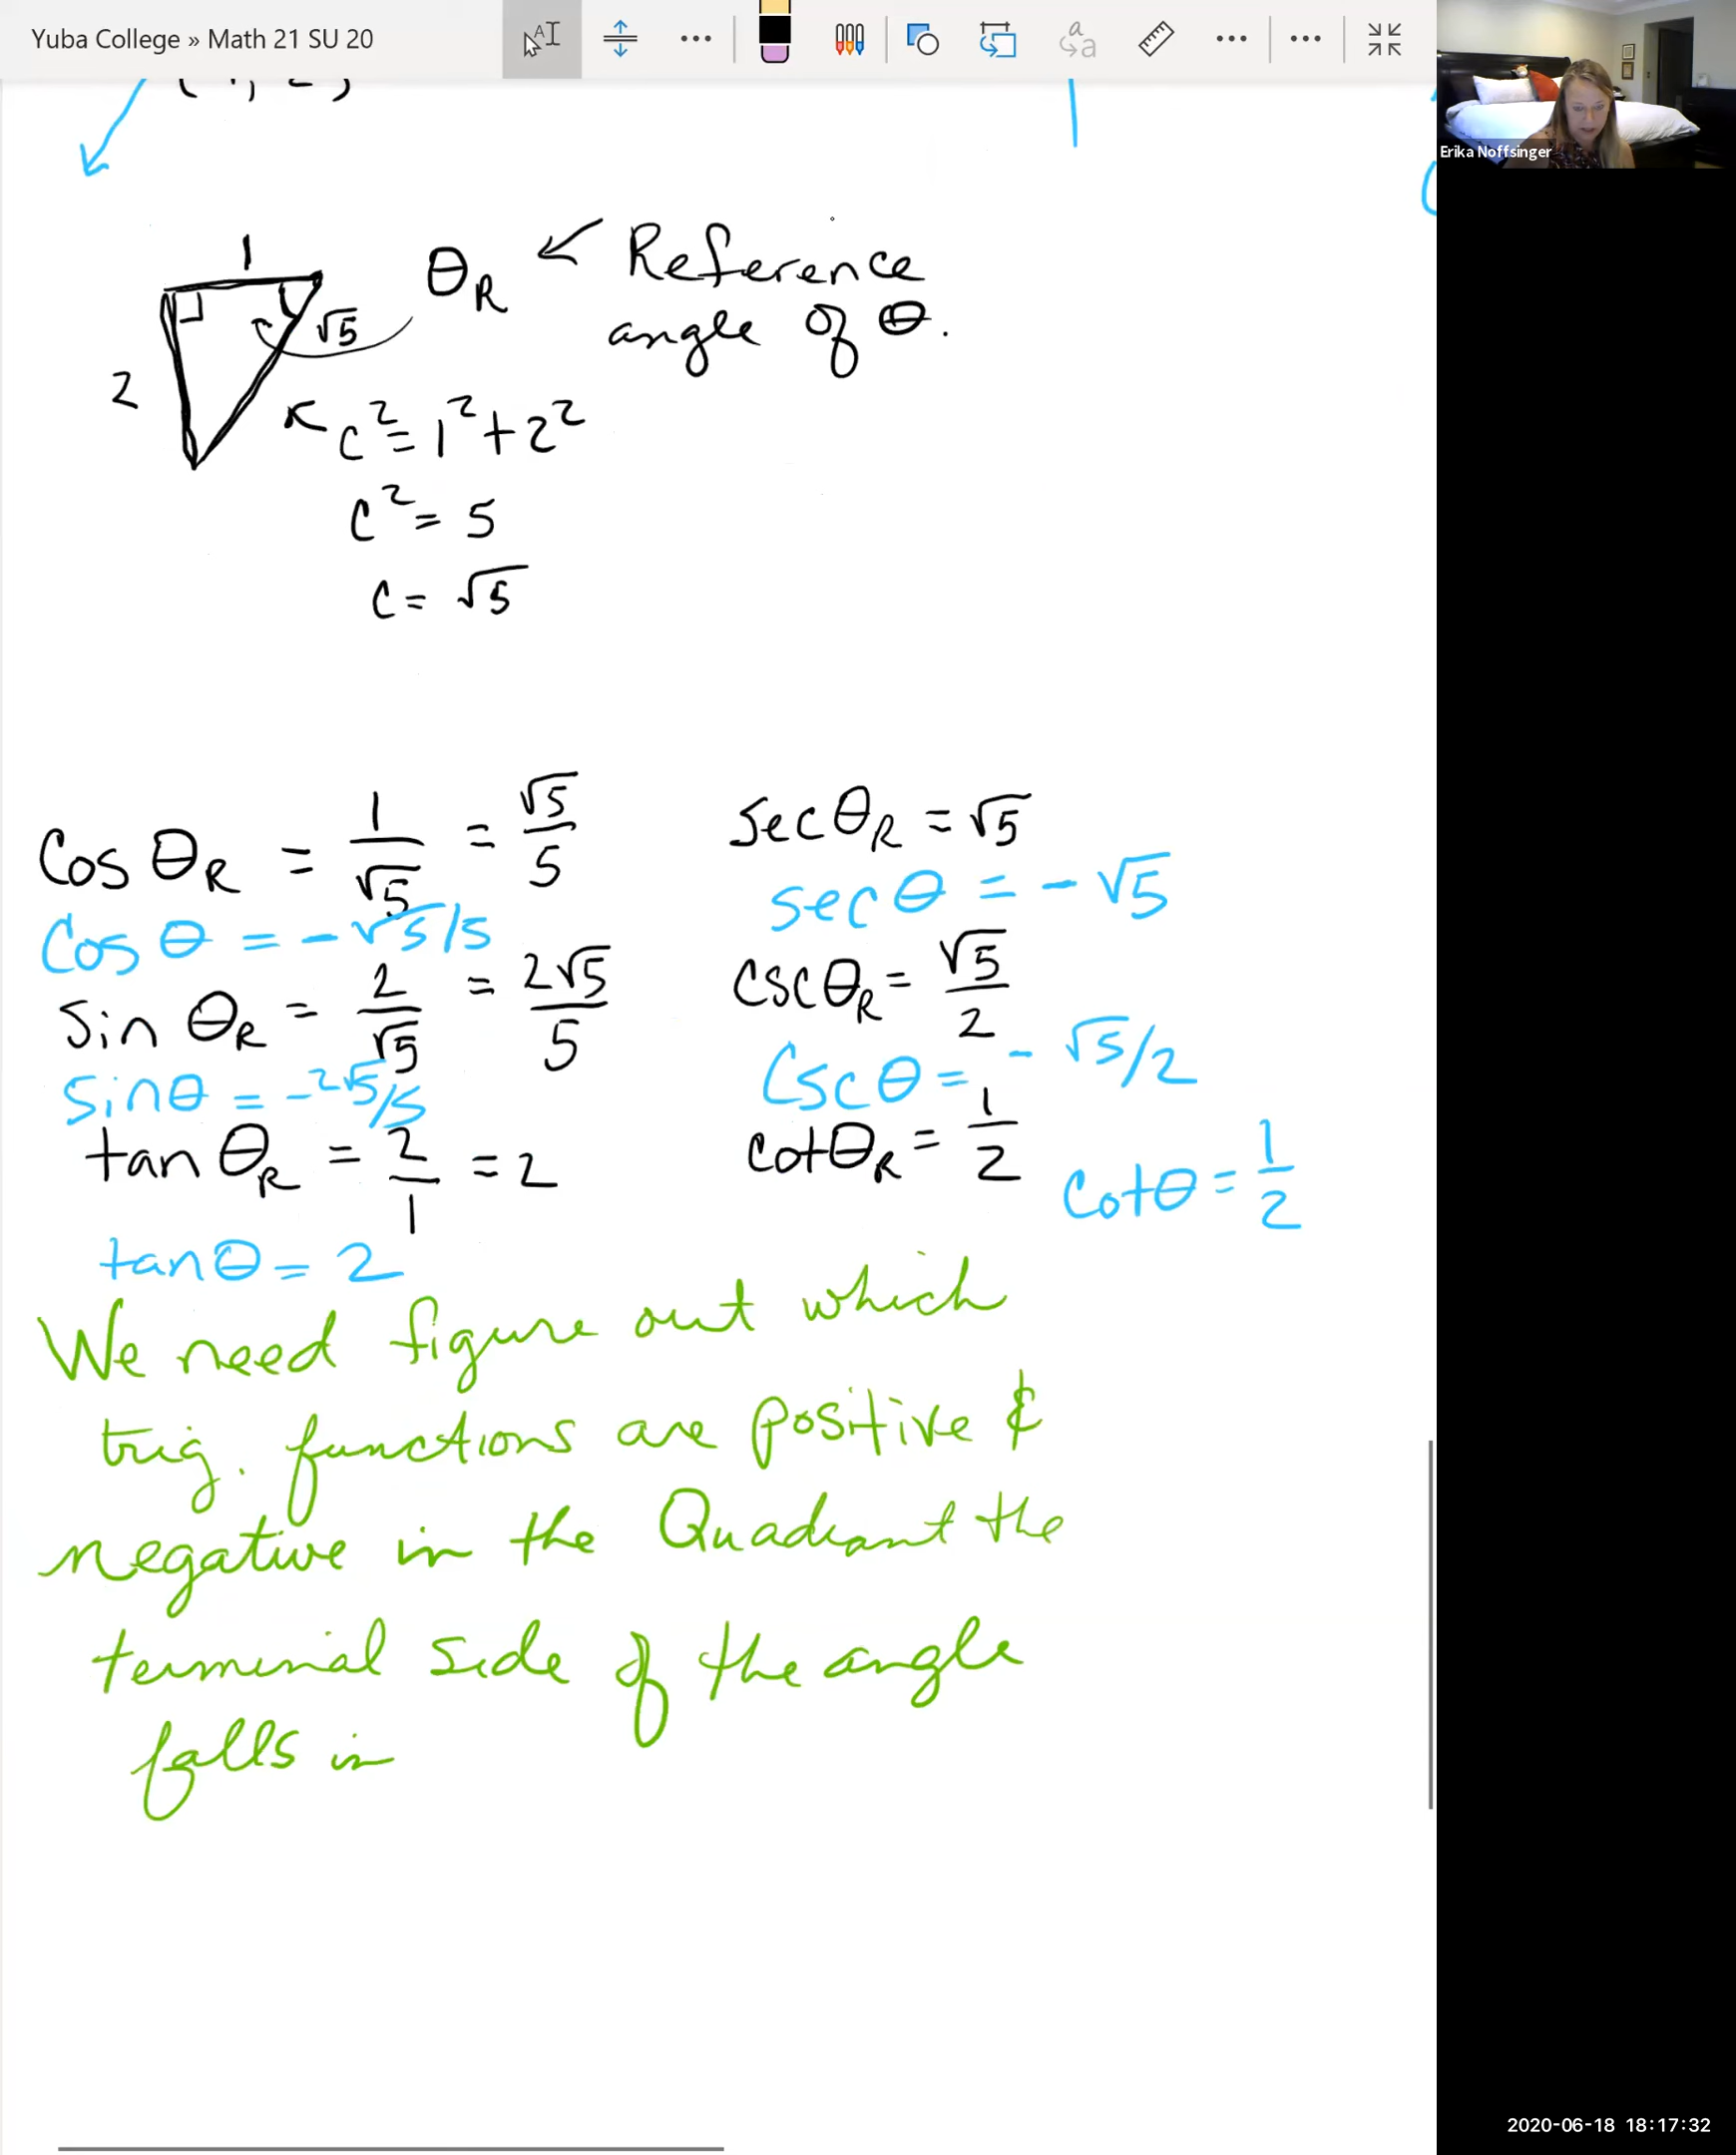 Yuba College » Math 21 SU 20
Erika Noffsinger
1
θR ← Reference
angle of θ.
√5
2
c² = 1² + 2²
c² = 5
c = √5
Cos θR = 1/√5 = √5/5
Cos θ = -√5/5
Sin θR = 2/√5 = 2√5/5
Sin θ = -2√5/5
tan θR = 2/1 = 2
tan θ = 2
Sec θR = √5
sec θ = -√5
Csc θR = √5/2
Csc θ = -√5/2
Cot θR = 1/2
Cot θ = 1/2
We need figure out which
trig. functions are positive &
negative in the Quadrant the
terminal side of the angle
falls in
2020-06-18 18:17:32